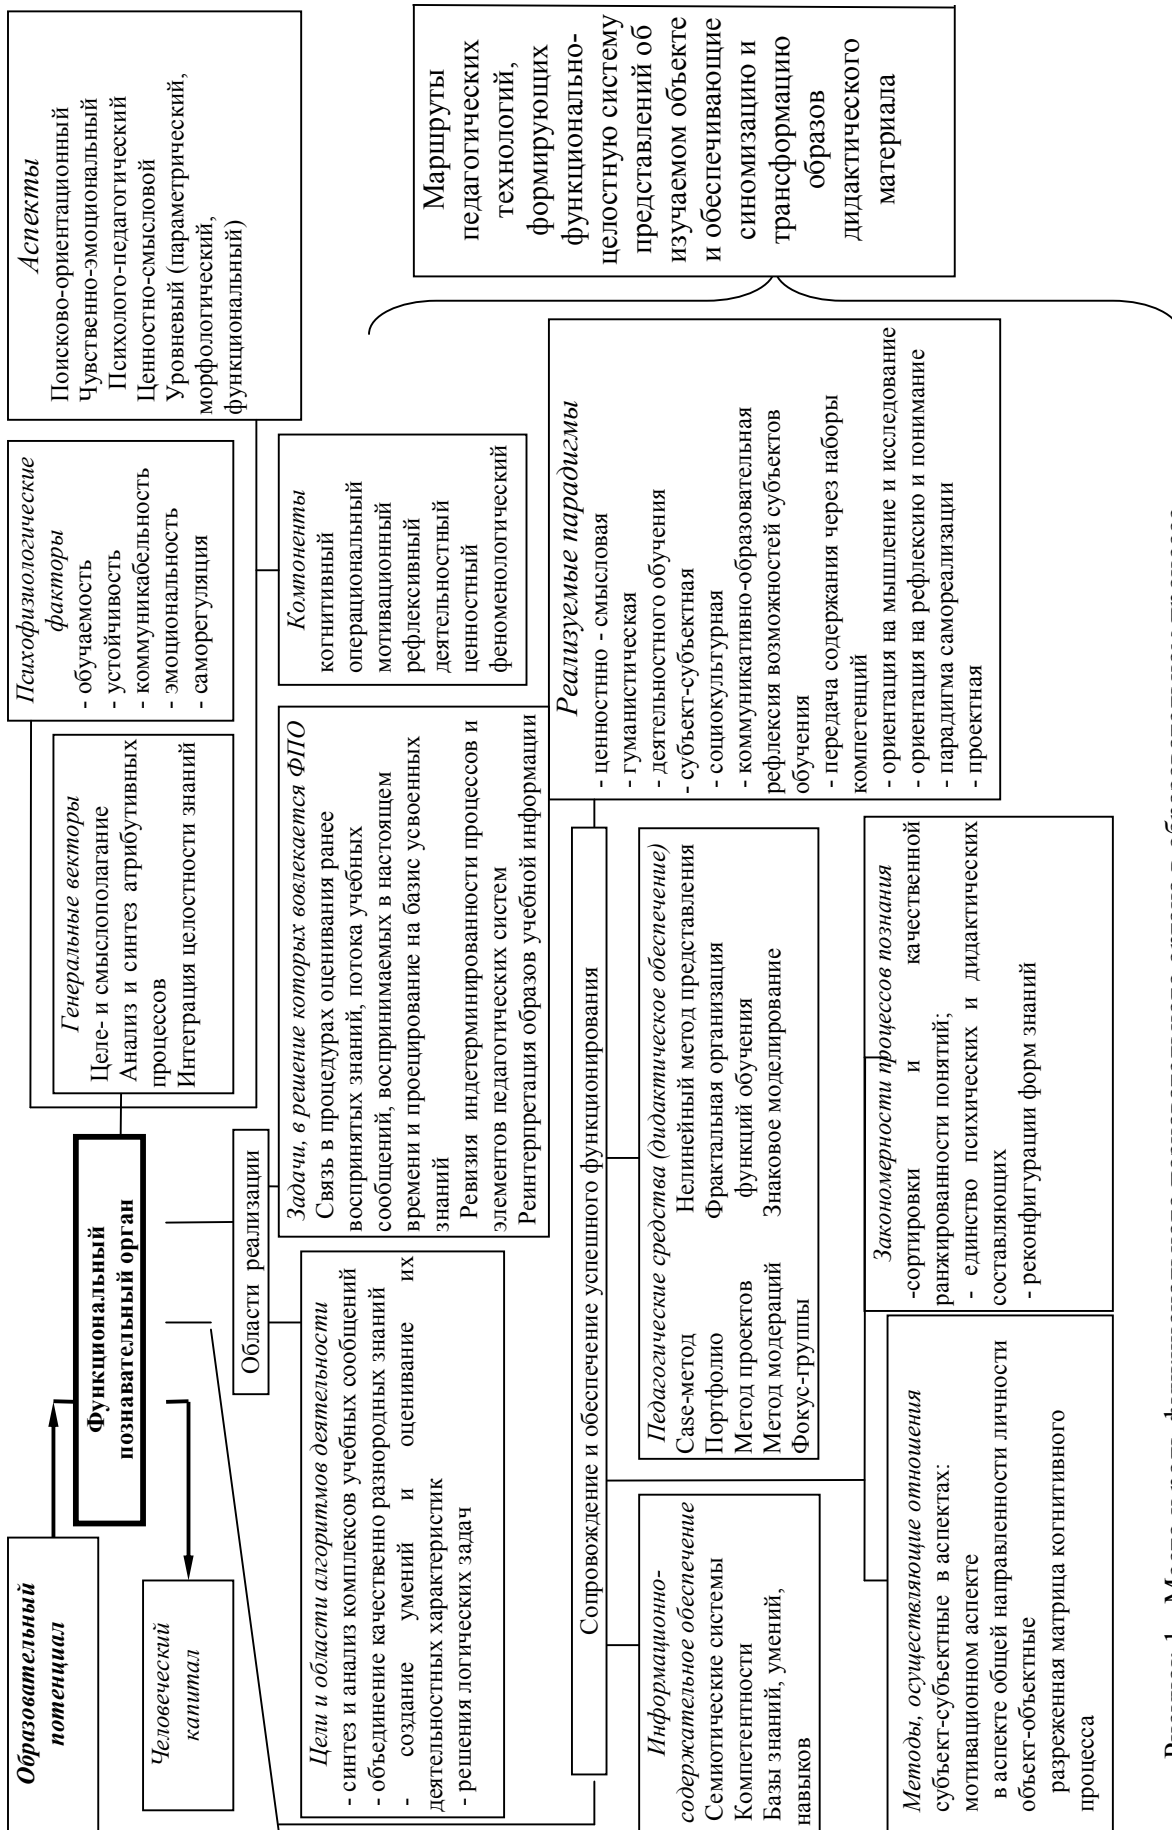 Образовательный
потенциал
Человеческий
капитал
Функциональный
познавательный орган
Генеральные векторы
Целе- и смыслополагание
Анализ и синтез атрибутивных
процессов
Интеграция целостности знаний
Психофизиологические
факторы
- обучаемость
- устойчивость
- коммуникабельность
- эмоциональность
- саморегуляция
Аспекты
Поисково-ориентационный
Чувственно-эмоциональный
Психолого-педагогический
Ценностно-смысловой
Уровневый (параметрический,
морфологический,
функциональный)
Области реализации
Цели и области алгоритмов деятельности
- синтез и анализ комплексов учебных сообщений
- объединение качественно разнородных знаний
- создание умений и оценивание их
деятельностных характеристик
- решения логических задач
Задачи, в решение которых вовлекается ФПО
Связь в процедурах оценивания ранее
воспринятых знаний, потока учебных
сообщений, воспринимаемых в настоящем
времени и проецирование на базис усвоенных
знаний
Ревизия индетерминированности процессов и
элементов педагогических систем
Реинтерпретация образов учебной информации
Компоненты
когнитивный
операциональный
мотивационный
рефлексивный
деятельностный
ценностный
феноменологический
Сопровождение и обеспечение успешного функционирования
Реализуемые парадигмы
- ценностно - смысловая
- гуманистическая
- деятельностного обучения
- субъект-субъектная
- социокультурная
- коммуникативно-образовательная
рефлексия возможностей субъектов
обучения
- передача содержания через наборы
компетенций
- ориентация на мышление и исследование
- ориентация на рефлексию и понимание
- парадигма самореализации
- проектная
Маршруты
педагогических
технологий,
формирующих
функционально-
целостную систему
представлений об
изучаемом объекте
и обеспечивающие
синомизацию и
трансформацию
образов
дидактического
материала
Информационно-
содержательное обеспечение
Семиотические системы
Компетентности
Базы знаний, умений,
навыков
Педагогические средства (дидактическое обеспечение)
Case-метод Нелинейный метод представления
Портфолио Фрактальная организация
Метод проектов функций обучения
Метод модераций Знаковое моделирование
Фокус-группы
Методы, осуществляющие отношения
субъект-субъектные в аспектах:
мотивационном аспекте
в аспекте общей направленности личности
объект-объектные
разреженная матрица когнитивного
процесса
Закономерности процессов познания
-сортировки и качественной
ранжированности понятий;
- единство психических и дидактических
составляющих
- реконфигурации форм знаний